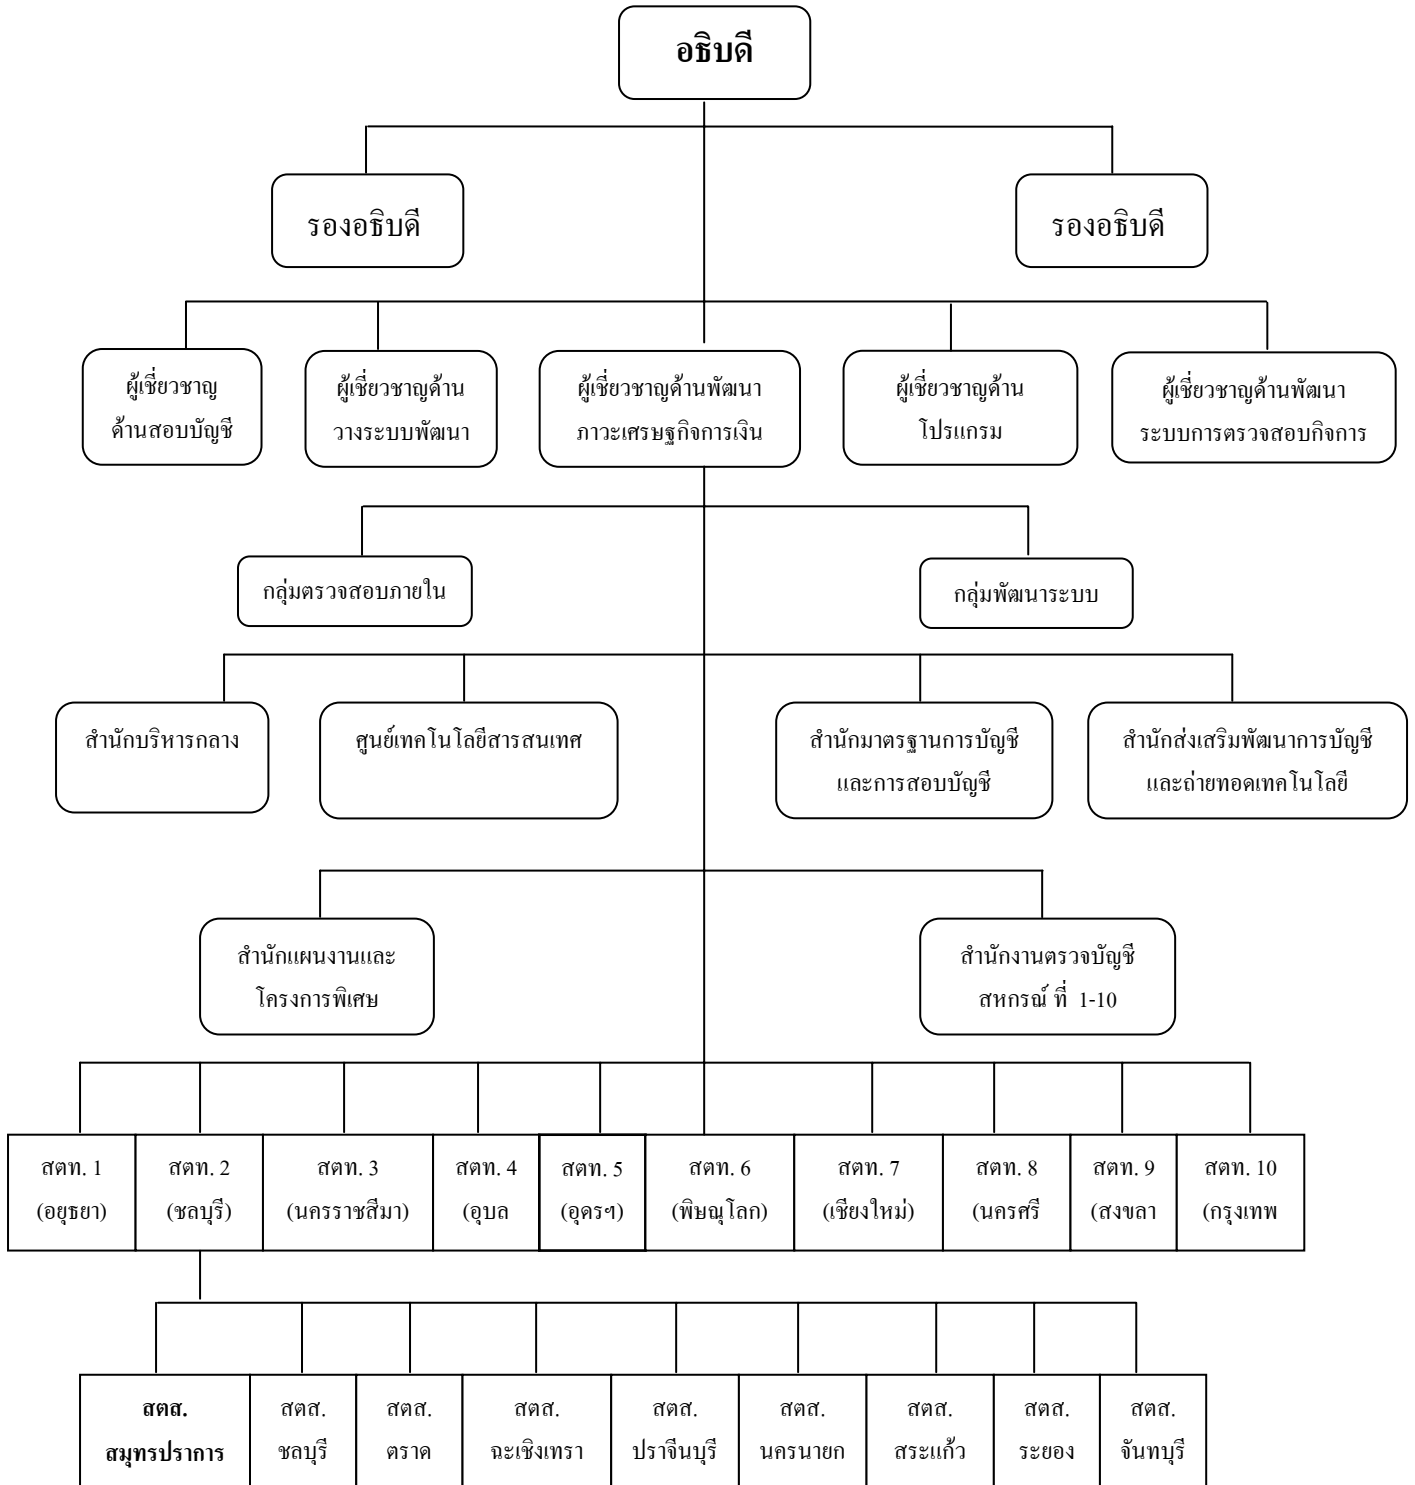 อธิบดี
รองอธิบดี
รองอธิบดี
ผู้เชี่ยวชาญ
ด้านสอบบัญชี
ผู้เชี่ยวชาญด้าน
วางระบบพัฒนา
ผู้เชี่ยวชาญด้านพัฒนา
ภาวะเศรษฐกิจการเงิน
ผู้เชี่ยวชาญด้าน
โปรแกรม
ผู้เชี่ยวชาญด้านพัฒนา
ระบบการตรวจสอบกิจการ
กลุ่มตรวจสอบภายใน
กลุ่มพัฒนาระบบ
สำนักบริหารกลาง
ศูนย์เทคโนโลยีสารสนเทศ
สำนักมาตรฐานการบัญชี
และการสอบบัญชี
สำนักส่งเสริมพัฒนาการบัญชี
และถ่ายทอดเทคโนโลยี
สำนักแผนงานและ
โครงการพิเศษ
สำนักงานตรวจบัญชี
สหกรณ์ ที่ 1-10
สตท. 1
(อยุธยา)
สตท. 2
(ชลบุรี)
สตท. 3
(นครราชสีมา)
สตท. 4
(อุบล
สตท. 5
(อุดรฯ)
สตท. 6
(พิษณุโลก)
สตท. 7
(เชียงใหม่)
สตท. 8
(นครศรี
สตท. 9
(สงขลา
สตท. 10
(กรุงเทพ
สตส.
สมุทรปราการ
สตส.
ชลบุรี
สตส.
ตราด
สตส.
ฉะเชิงเทรา
สตส.
ปราจีนบุรี
สตส.
นครนายก
สตส.
สระแก้ว
สตส.
ระยอง
สตส.
จันทบุรี